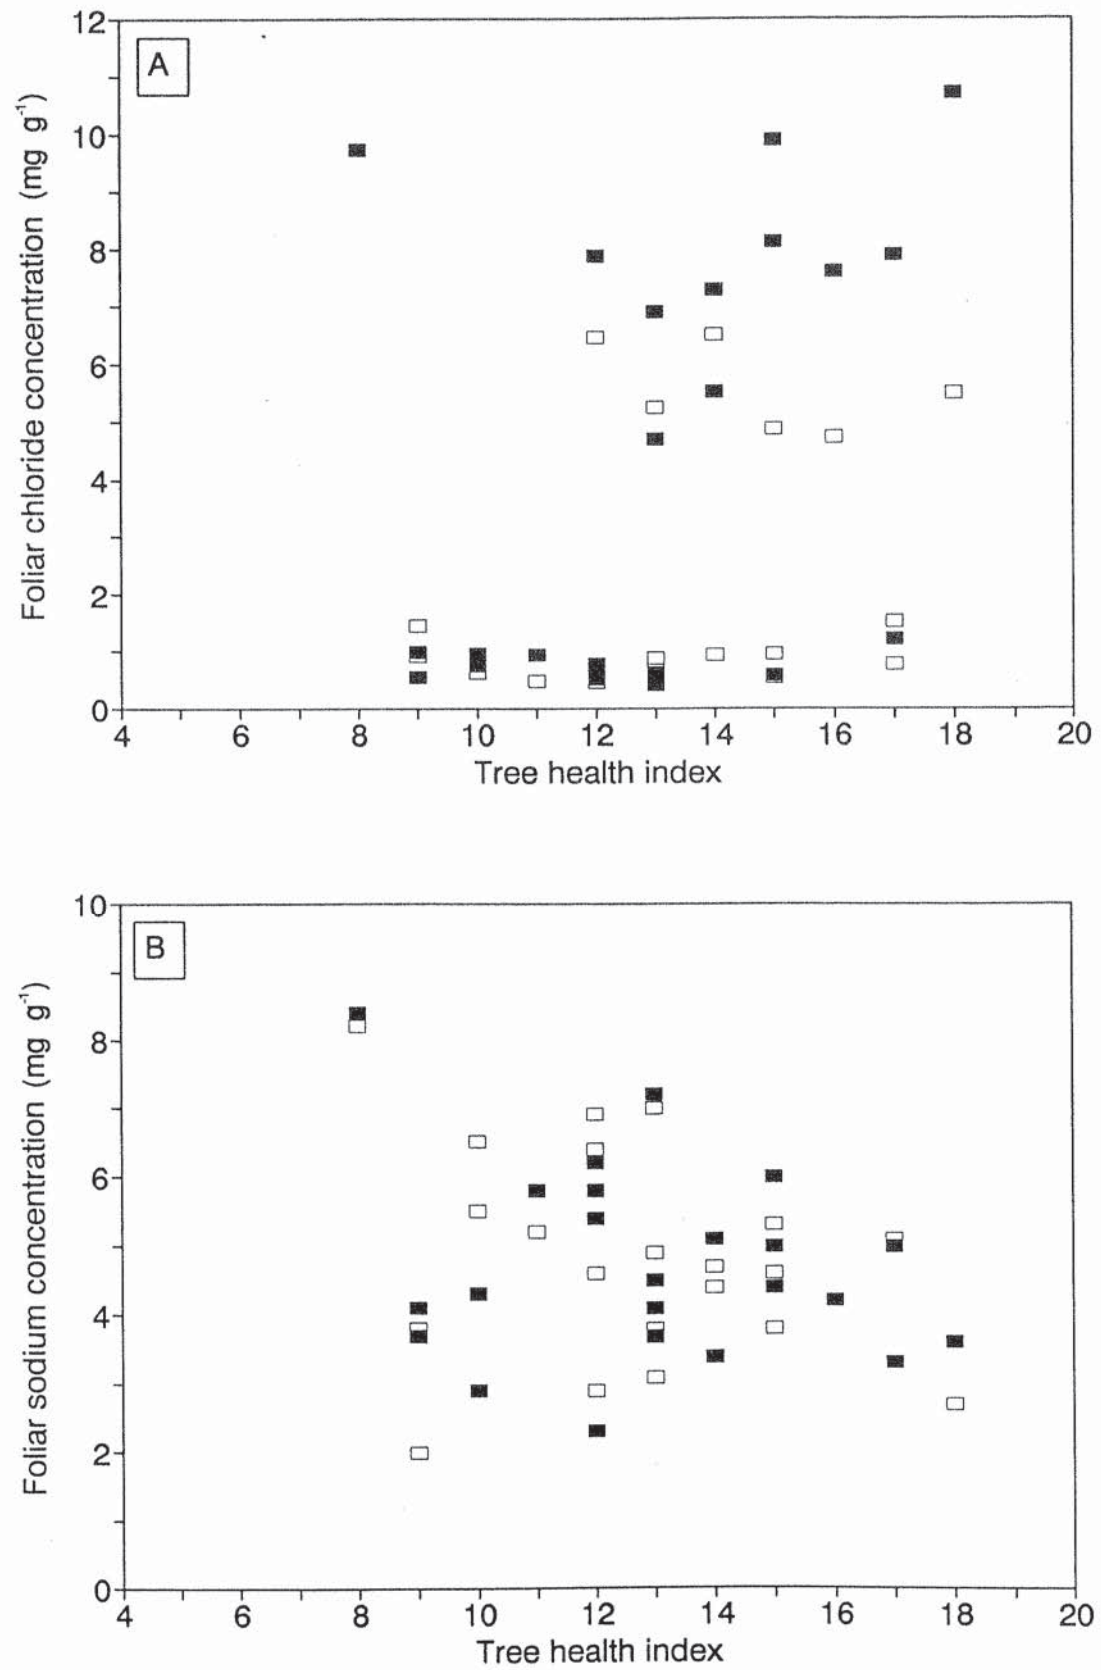 A
Foliar chloride concentration (mg g⁻¹)
12
10
8
6
4
2
0
4 6 8 10 12 14 16 18 20
Tree health index
B
Foliar sodium concentration (mg g⁻¹)
10
8
6
4
2
0
4 6 8 10 12 14 16 18 20
Tree health index